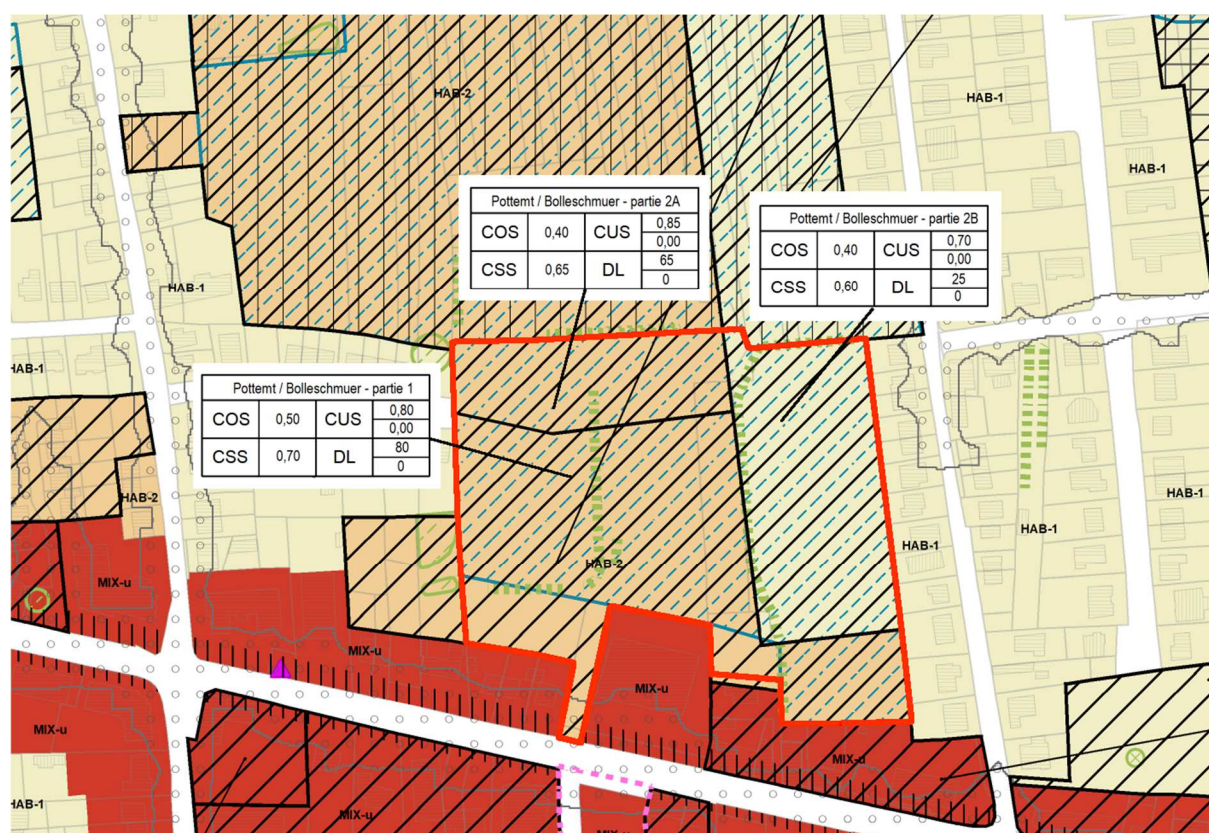 HAB-2
HAB-1
HAB-1
Pottemt / Bolleschmuer - partie 2A
COS 0,40 CUS 0,85
0,00
CSS 0,65 DL 65
0
Pottemt / Bolleschmuer - partie 2B
COS 0,40 CUS 0,70
0,00
CSS 0,60 DL 25
0
HAB-1
HAB-1
Pottemt / Bolleschmuer - partie 1
COS 0,50 CUS 0,80
0,00
CSS 0,70 DL 80
0
HAB-2
HAB-1
HAB-1
HAB-1
HAB-2
MIX-u
MIX-u
MIX-u
MIX-u
MIX-u
HAB-1
MIX-u